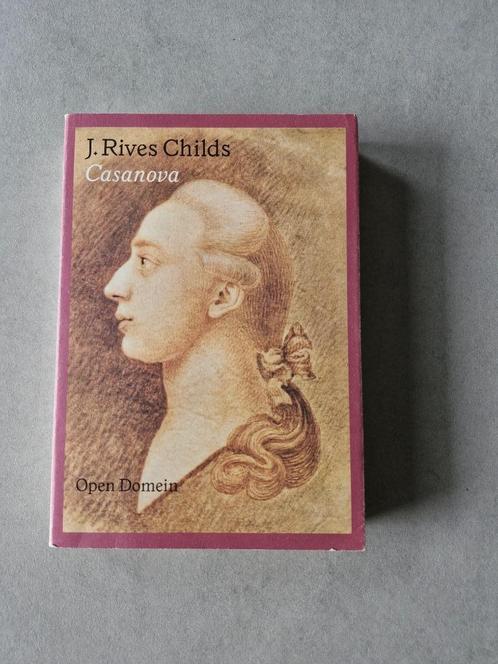 J. Rives Childs
Casanova
Open Domein